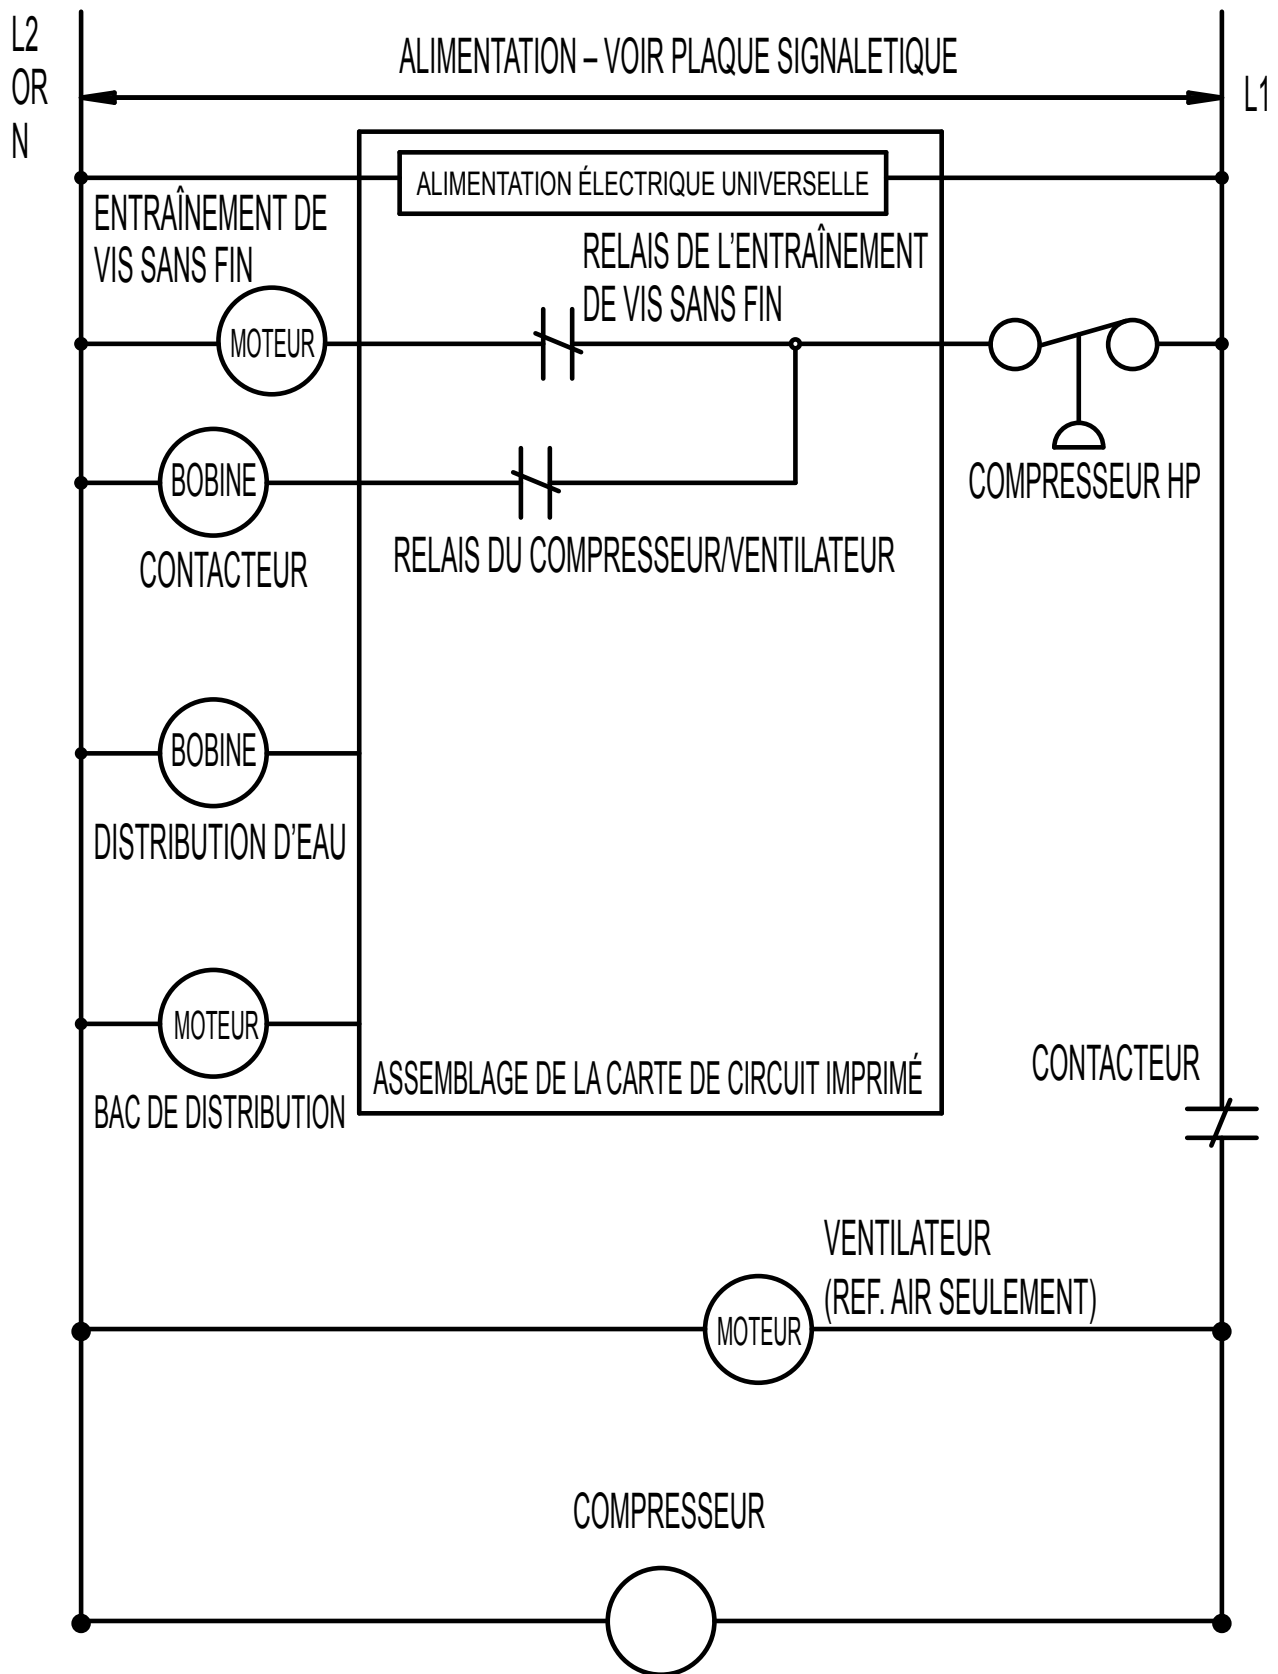 L2
OR
N
ALIMENTATION – VOIR PLAQUE SIGNALETIQUE
L1
ALIMENTATION ÉLECTRIQUE UNIVERSELLE
ENTRAÎNEMENT DE
VIS SANS FIN
RELAIS DE L’ENTRAÎNEMENT
DE VIS SANS FIN
MOTEUR
COMPRESSEUR HP
BOBINE
CONTACTEUR
RELAIS DU COMPRESSEUR/VENTILATEUR
BOBINE
DISTRIBUTION D’EAU
MOTEUR
BAC DE DISTRIBUTION
ASSEMBLAGE DE LA CARTE DE CIRCUIT IMPRIMÉ
CONTACTEUR
VENTILATEUR
(REF. AIR SEULEMENT)
MOTEUR
COMPRESSEUR